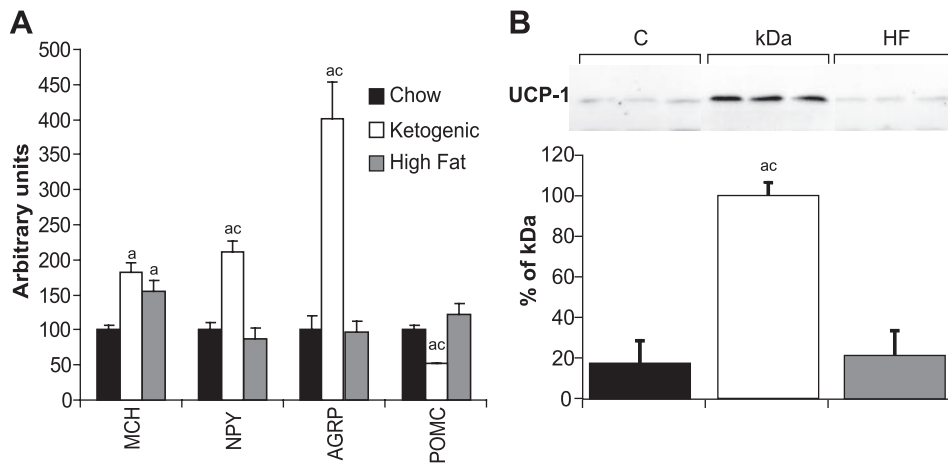 A
500
450
400
350
300
250
200
150
100
50
0
Arbitrary units
a
a
ac
ac
ac
Chow
Ketogenic
High Fat
MCH
NPY
AGRP
POMC
B
C kDa HF
UCP-1
120
100
80
60
40
20
0
% of kDa
ac